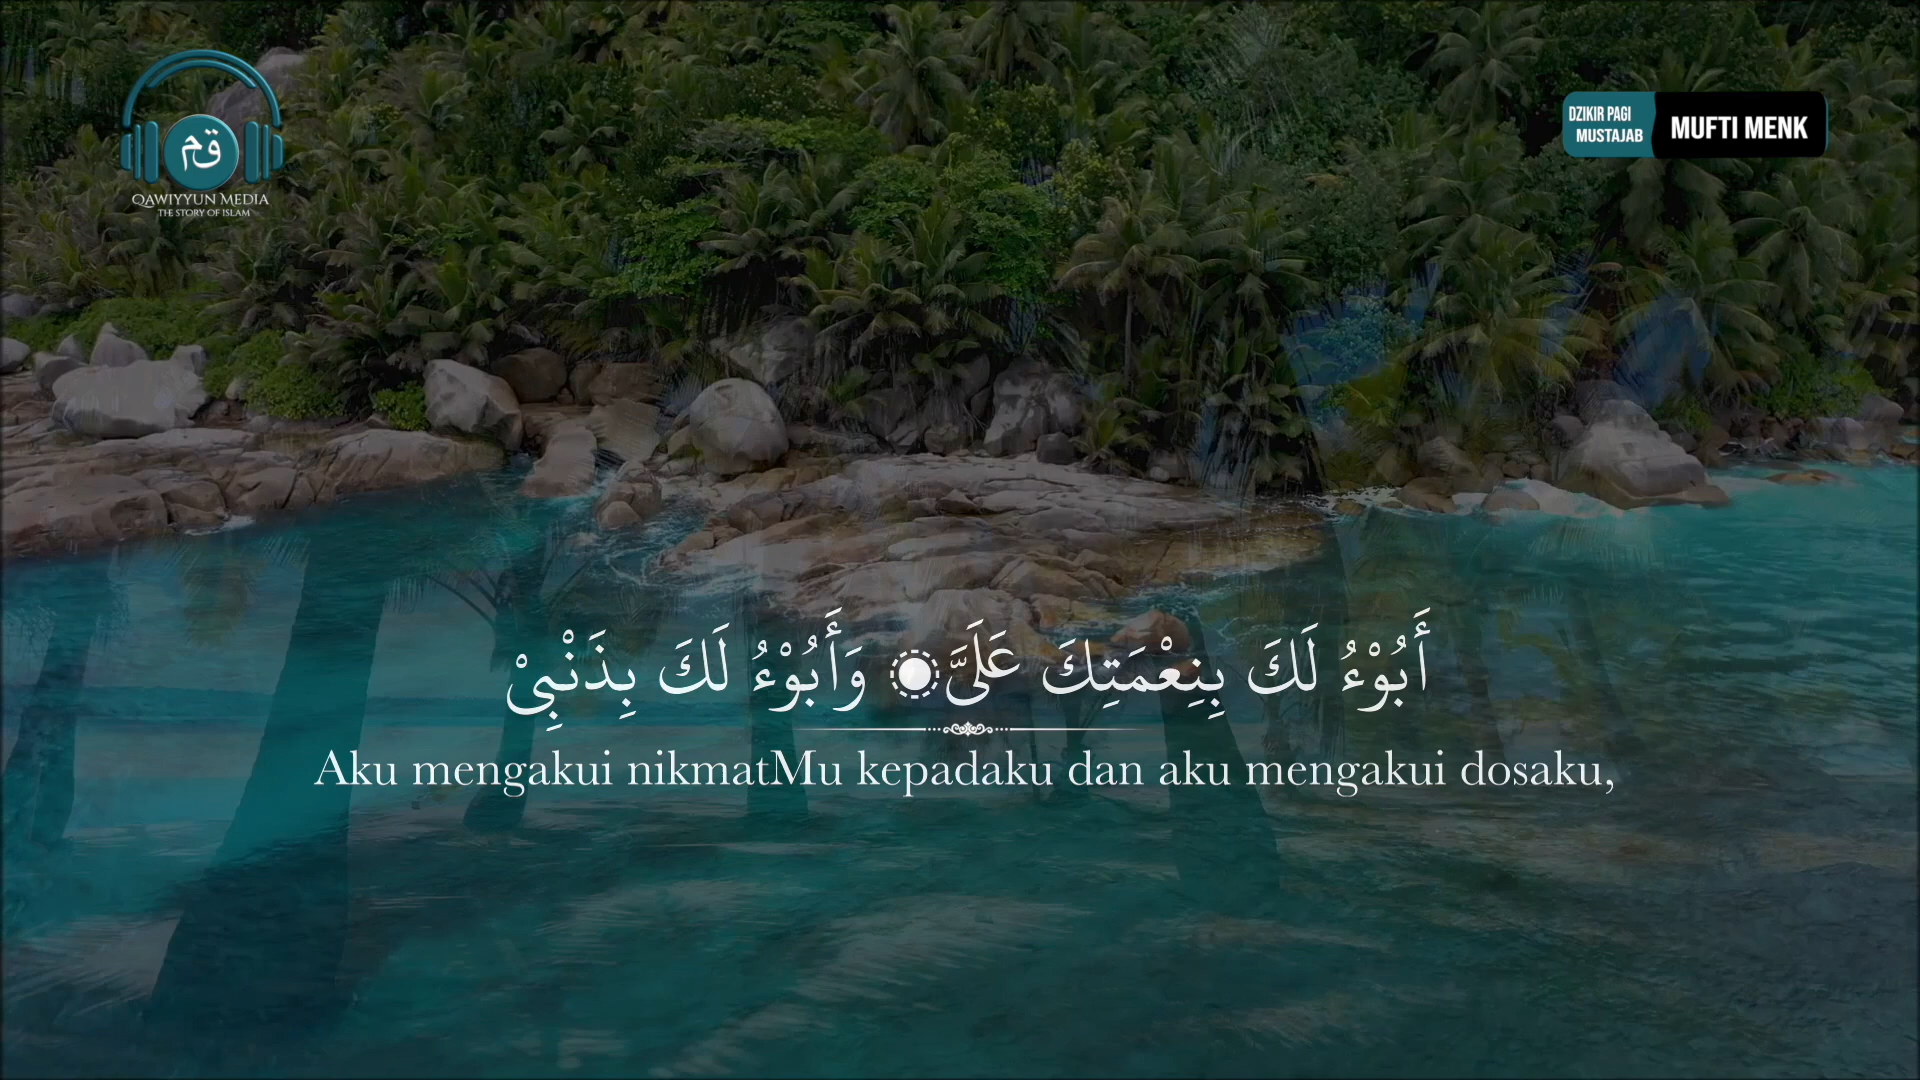 قم
QAWIYYUN MEDIA
THE STORY OF ISLAM
DZIKIR PAGI
MUSTAJAB
MUFTI MENK
أَبُوْءُ لَكَ بِنِعْمَتِكَ عَلَىَّ وَأَبُوْءُ لَكَ بِذَنْبِىْ
Aku mengakui nikmatMu kepadaku dan aku mengakui dosaku,